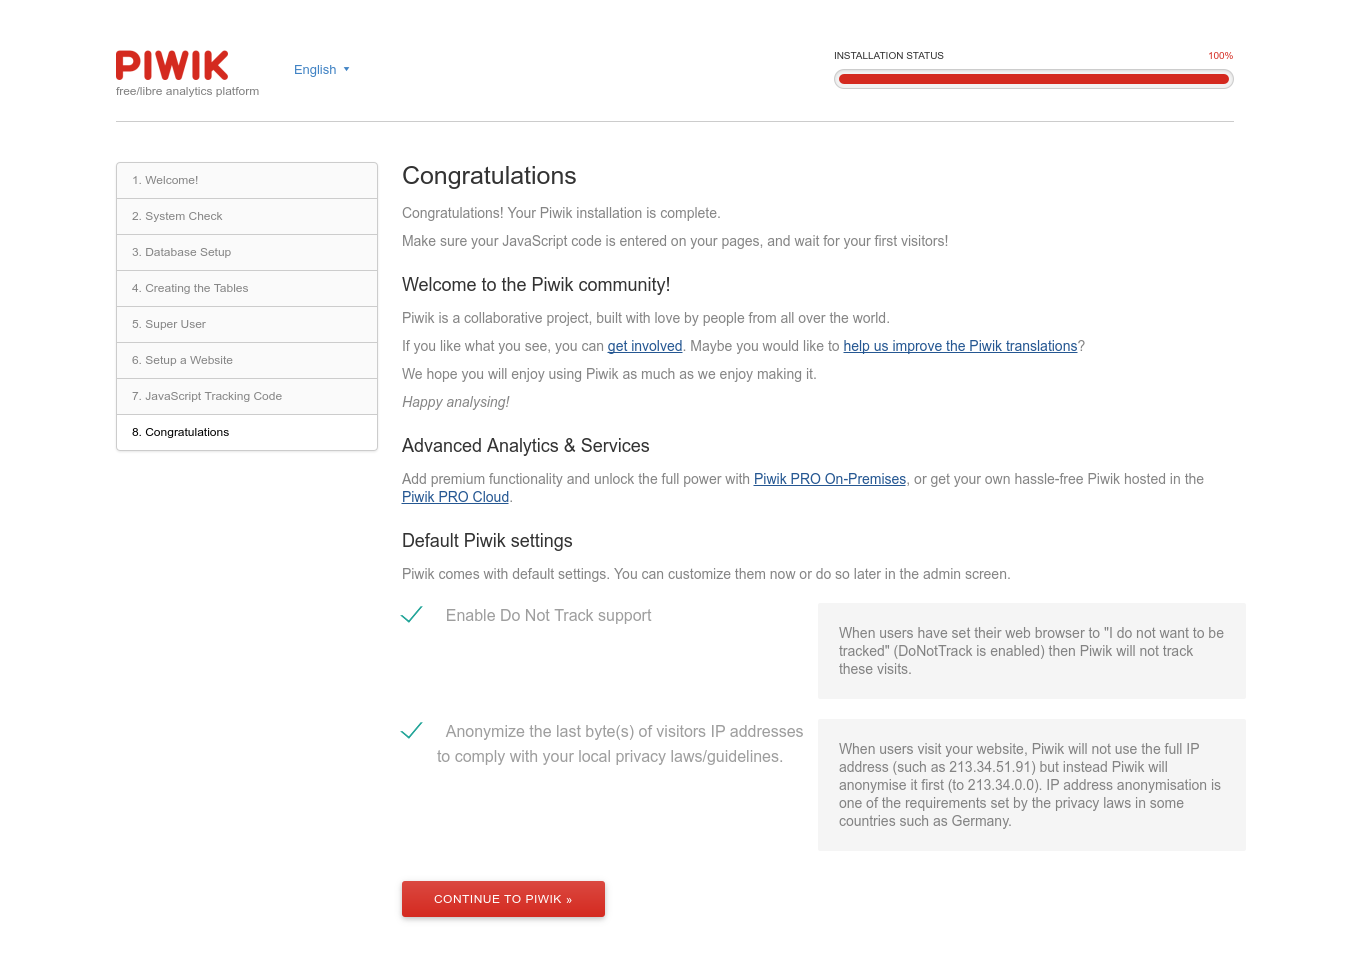 PIWIK
free/libre analytics platform
English
INSTALLATION STATUS 100%
1. Welcome!
2. System Check
3. Database Setup
4. Creating the Tables
5. Super User
6. Setup a Website
7. JavaScript Tracking Code
8. Congratulations
Congratulations
Congratulations! Your Piwik installation is complete.
Make sure your JavaScript code is entered on your pages, and wait for your first visitors!
Welcome to the Piwik community!
Piwik is a collaborative project, built with love by people from all over the world.
If you like what you see, you can get involved. Maybe you would like to help us improve the Piwik translations?
We hope you will enjoy using Piwik as much as we enjoy making it.
Happy analysing!
Advanced Analytics & Services
Add premium functionality and unlock the full power with Piwik PRO On-Premises, or get your own hassle-free Piwik hosted in the
Piwik PRO Cloud.
Default Piwik settings
Piwik comes with default settings. You can customize them now or do so later in the admin screen.
Enable Do Not Track support
When users have set their web browser to "I do not want to be
tracked" (DoNotTrack is enabled) then Piwik will not track
these visits.
Anonymize the last byte(s) of visitors IP addresses
to comply with your local privacy laws/guidelines.
When users visit your website, Piwik will not use the full IP
address (such as 213.34.51.91) but instead Piwik will
anonymise it first (to 213.34.0.0). IP address anonymisation is
one of the requirements set by the privacy laws in some
countries such as Germany.
CONTINUE TO PIWIK »